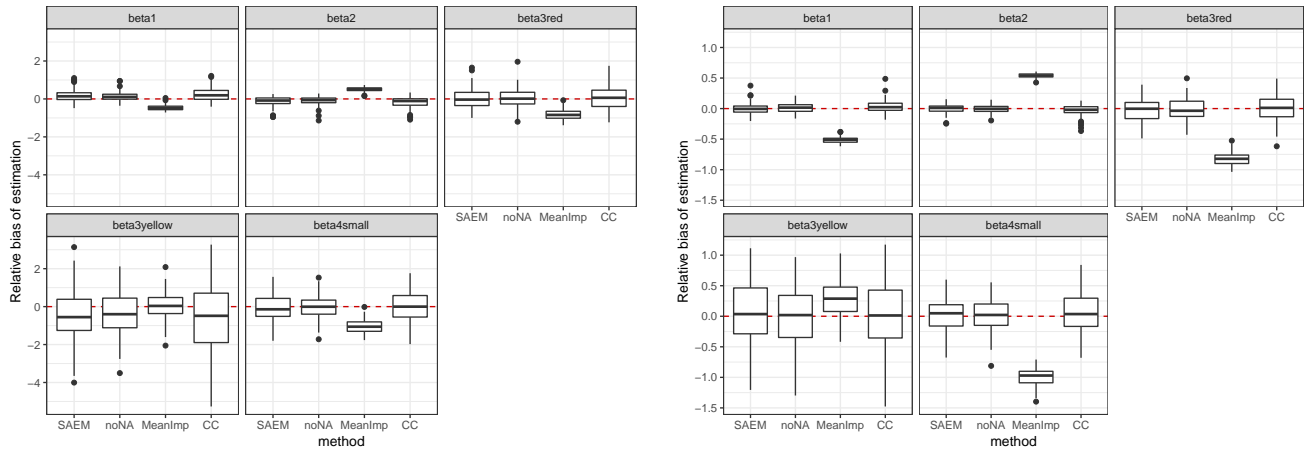 beta1
beta2
beta3red
2
0
−2
−4
beta3yellow
beta4small
SAEM
noNA
MeanImp
CC
2
0
−2
−4
SAEM
noNA
MeanImp
CC
SAEM
noNA
MeanImp
CC
method
Relative bias of estimation
beta1
beta2
beta3red
1.0
0.5
0.0
−0.5
−1.0
−1.5
beta3yellow
beta4small
SAEM
noNA
MeanImp
CC
1.0
0.5
0.0
−0.5
−1.0
−1.5
SAEM
noNA
MeanImp
CC
SAEM
noNA
MeanImp
CC
method
Relative bias of estimation